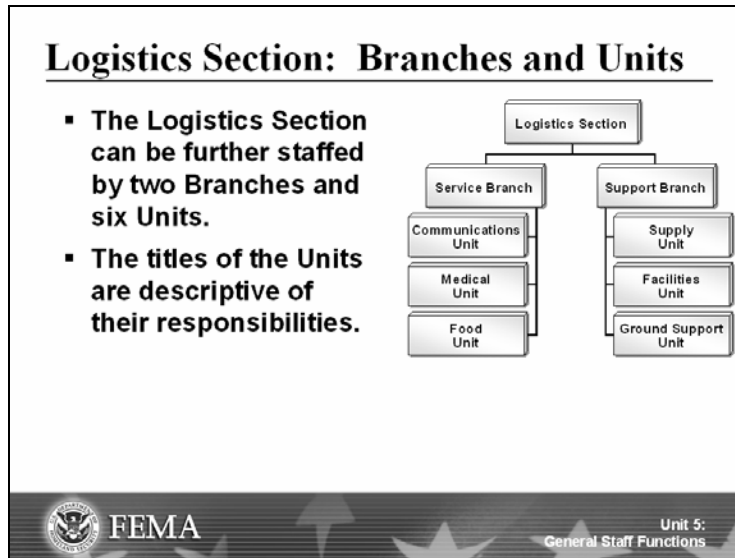 Logistics Section: Branches and Units
▪ The Logistics Section
can be further staffed
by two Branches and
six Units.
▪ The titles of the Units
are descriptive of
their responsibilities.
Logistics Section
Service Branch
Support Branch
Communications
Unit
Medical
Unit
Food
Unit
Supply
Unit
Facilities
Unit
Ground Support
Unit
FEMA
Unit 5:
General Staff Functions